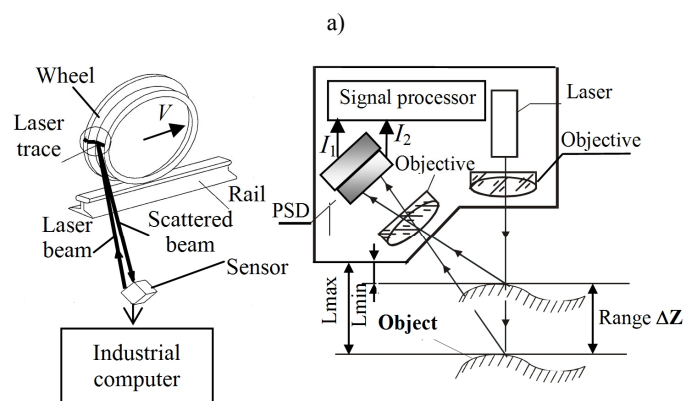 a)
Wheel
V
Laser
trace
Rail
Laser
beam
Scattered
beam
Sensor
Industrial
computer
Signal processor
Laser
I1
I2
Objective
Objective
PSD
Lmax
Lmin
Object
Range ΔZ